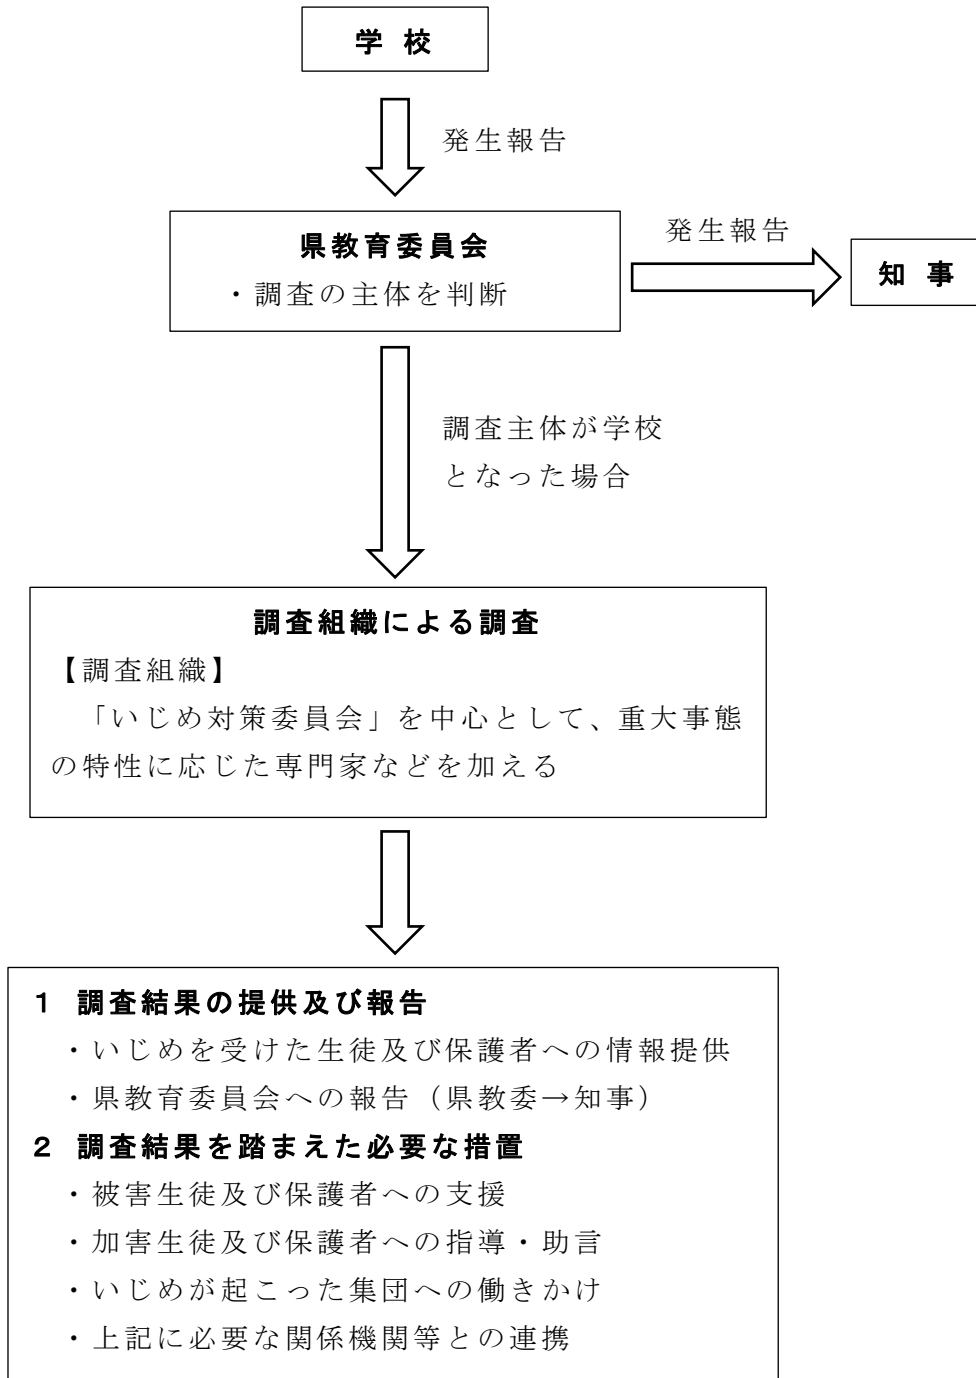 学 校
発生報告
県教育委員会
・調査の主体を判断
発生報告
知 事
調査主体が学校
となった場合
調査組織による調査
【調査組織】
「いじめ対策委員会」を中心として、重大事態
の特性に応じた専門家などを加える
1 調査結果の提供及び報告
・いじめを受けた生徒及び保護者への情報提供
・県教育委員会への報告(県教委→知事)
2 調査結果を踏まえた必要な措置
・被害生徒及び保護者への支援
・加害生徒及び保護者への指導・助言
・いじめが起こった集団への働きかけ
・上記に必要な関係機関等との連携